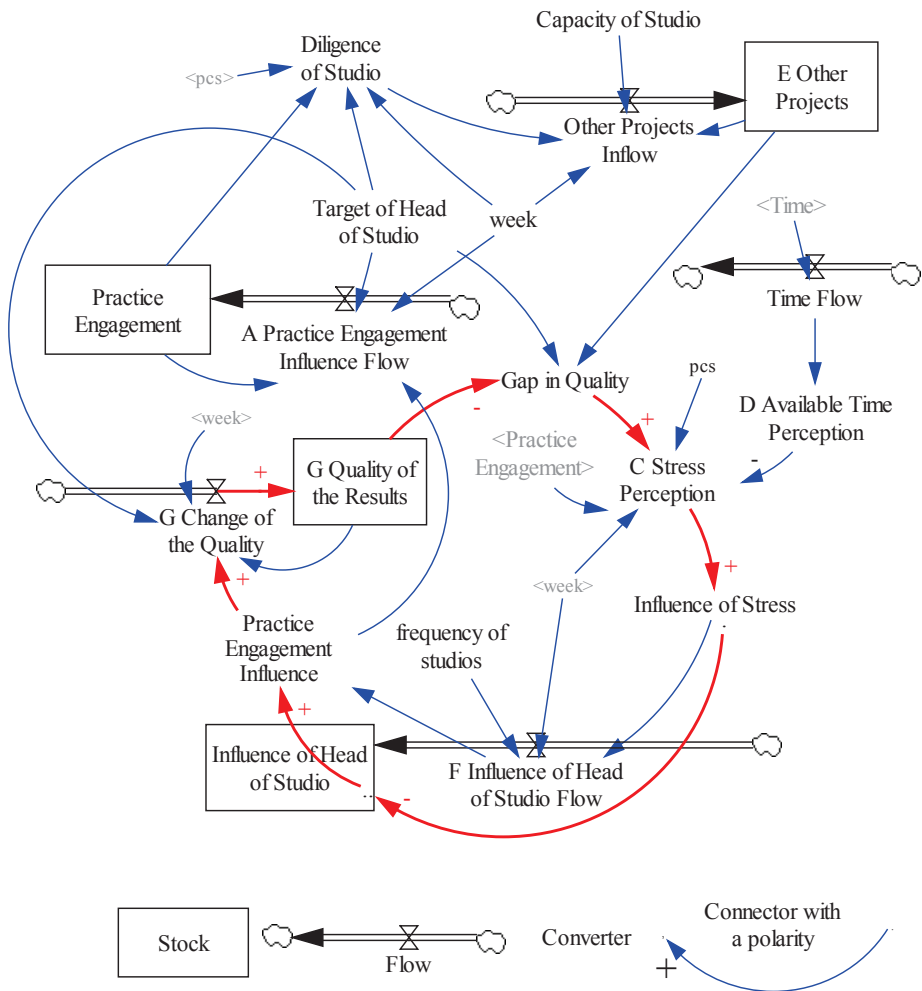 Capacity of Studio
Diligence
of Studio
<pcs>
E Other
Projects
Other Projects
Inflow
Target of Head
of Studio
week
<Time>
Practice
Engagement
Time Flow
A Practice Engagement
Influence Flow
Gap in Quality
pcs
-
+
D Available Time
Perception
-
<week>
<Practice
Engagement>
C Stress
Perception
+
G Quality of
the Results
G Change of
the Quality
+
+
<week>
Influence of Stress
Practice
Engagement
Influence
frequency of
studios
+
Influence of Head
of Studio
F Influence of Head
of Studio Flow
-
Stock
Flow
Converter
Connector with
a polarity
+